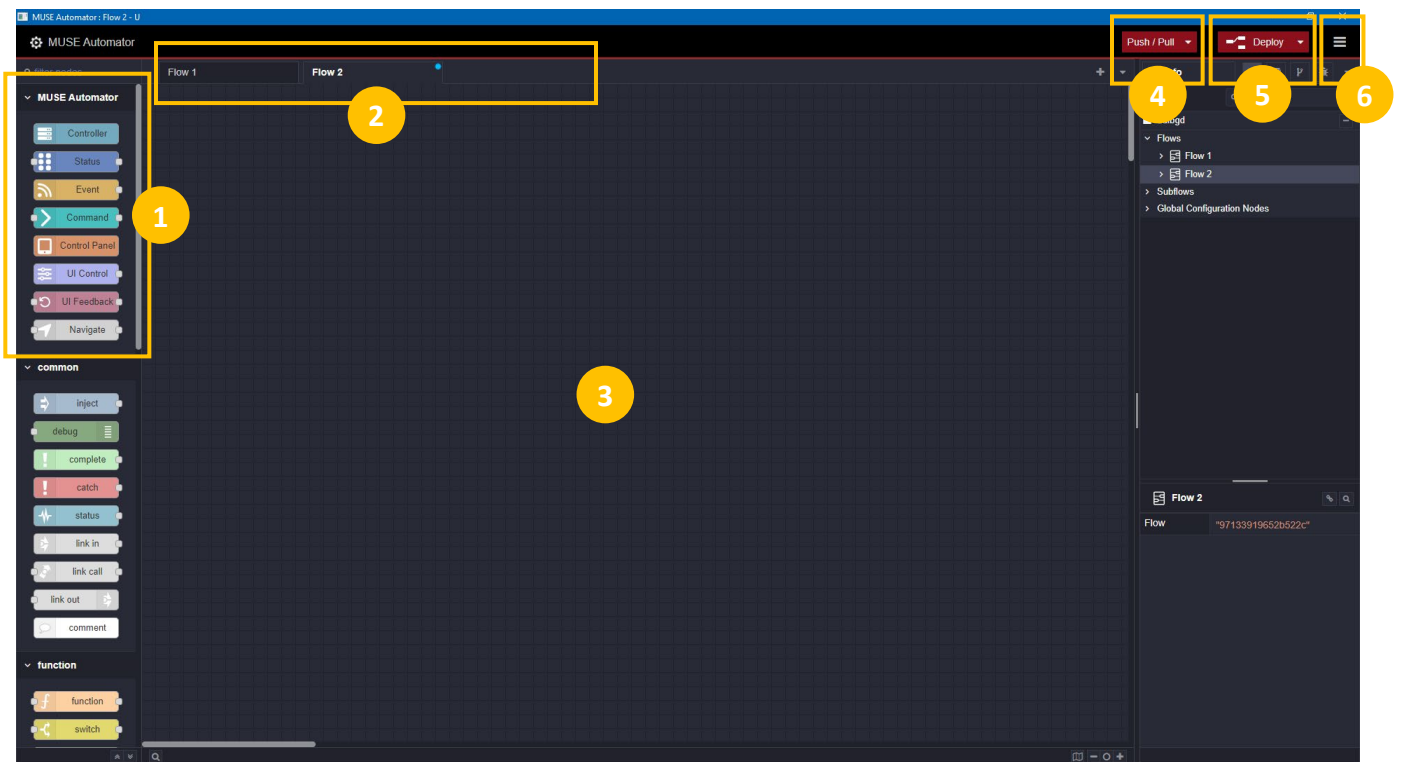 MUSE Automator : Flow 2 - U
MUSE Automator
Push / Pull
Deploy
filter nodes
Flow 1
Flow 2
1
2
3
4
5
6
MUSE Automator
Controller
Status
Event
Command
Control Panel
UI Control
UI Feedback
Navigate
common
inject
debug
complete
catch
status
link in
link call
link out
comment
function
function
switch
Flows
Flow 1
Flow 2
Subflows
Global Configuration Nodes
Flow 2
Flow "97133919652b522c"